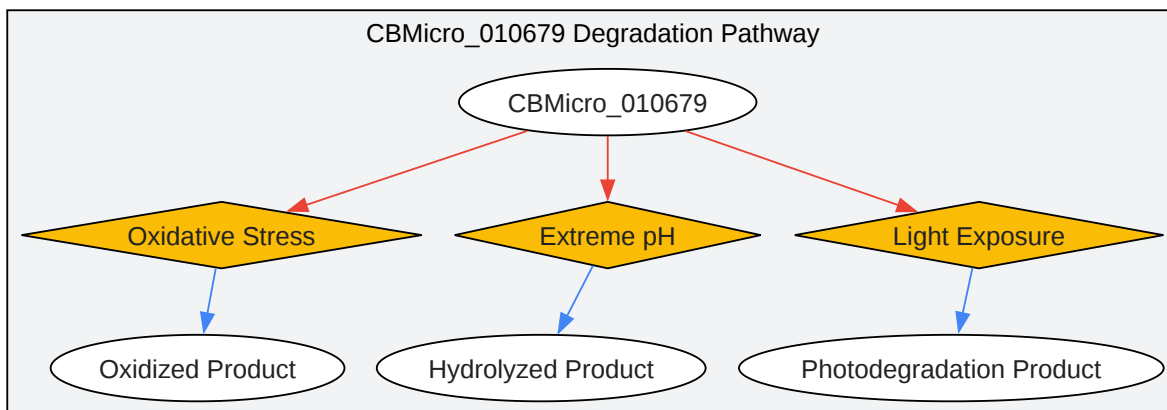 CBMicro_010679 Degradation Pathway
CBMicro_010679
Oxidative Stress
Extreme pH
Light Exposure
Oxidized Product
Hydrolyzed Product
Photodegradation Product